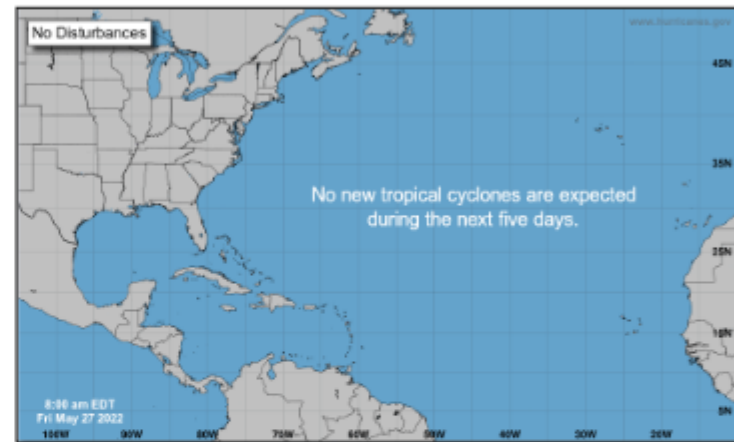 No Disturbances
www.hurricanes.gov
45N
35N
No new tropical cyclones are expected
during the next five days.
25N
5N
8:00 am EDT
Fri May 27 2022
100W 90W 80W 70W 60W 50W 40W 30W 20W